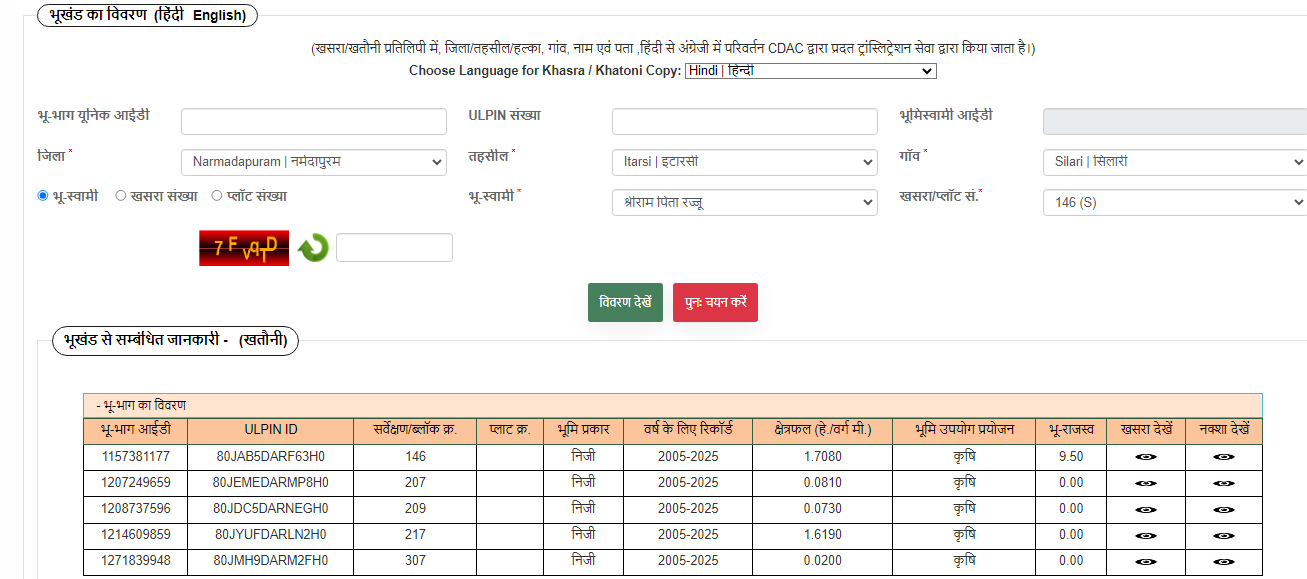 भूखंड का विवरण (हिंदी English)
(खसरा/खतौनी प्रतिलिपी में, जिला/तहसील/हल्का, गांव, नाम एवं पता ,हिंदी से अंग्रेजी में परिवर्तन CDAC द्वारा प्रदत ट्रांस्लिट्रेशन सेवा द्वारा किया जाता है।)
Choose Language for Khasra / Khatoni Copy: Hindi | हिन्दी
भू-भाग यूनिक आईडी ULPIN संख्या भूमिस्वामी आईडी
जिला * Narmadapuram | नर्मदापुरम तहसील * Itarsi | इटारसी गाँव * Silari | सिलारी
भू-स्वामी खसरा संख्या प्लॉट संख्या भू-स्वामी * श्रीराम पिता रज्जू खसरा/प्लॉट सं.* 146 (S)
7FvqTD
विवरण देखें पुनः चयन करें
भूखंड से सम्बंधित जानकारी - (खतौनी)
- भू-भाग का विवरण
भू-भाग आईडी ULPIN ID सर्वेक्षण/ब्लॉक क्र. प्लाट क्र. भूमि प्रकार वर्ष के लिए रिकॉर्ड क्षेत्रफल (हे./वर्ग मी.) भूमि उपयोग प्रयोजन भू-राजस्व खसरा देखें नक्शा देखें
1157381177 80JAB5DARF63H0 146 निजी 2005-2025 1.7080 कृषि 9.50
1207249659 80JEMEDARMP8H0 207 निजी 2005-2025 0.0810 कृषि 0.00
1208737596 80JDC5DARNEGH0 209 निजी 2005-2025 0.0730 कृषि 0.00
1214609859 80JYUFDARLN2H0 217 निजी 2005-2025 1.6190 कृषि 0.00
1271839948 80JMH9DARM2FH0 307 निजी 2005-2025 0.0200 कृषि 0.00